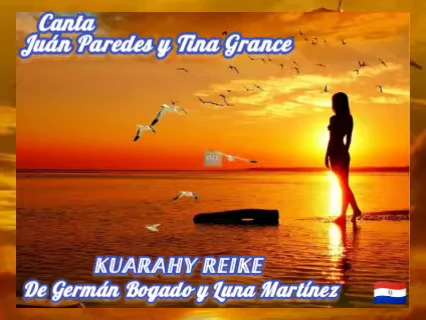 Canta
Juán Paredes y Tina Grance
KUARAHY REIKE
De Germán Bogado y Luna Martínez